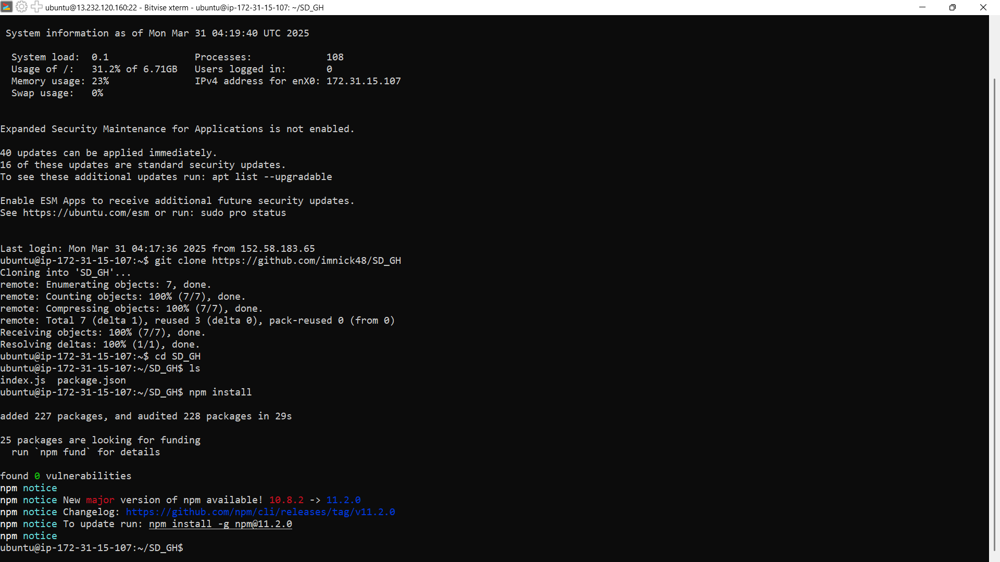 ubuntu@13.232.120.160:22 - Bitvise xterm - ubuntu@ip-172-31-15-107: ~/SD_GH
System information as of Mon Mar 31 04:19:40 UTC 2025
System load:  0.1               Processes:             108
Usage of /:   31.2% of 6.71GB   Users logged in:       0
Memory usage: 23%               IPv4 address for enX0: 172.31.15.107
Swap usage:   0%
Expanded Security Maintenance for Applications is not enabled.
40 updates can be applied immediately.
16 of these updates are standard security updates.
To see these additional updates run: apt list --upgradable
Enable ESM Apps to receive additional future security updates.
See https://ubuntu.com/esm or run: sudo pro status
Last login: Mon Mar 31 04:17:36 2025 from 152.58.183.65
ubuntu@ip-172-31-15-107:~$ git clone https://github.com/imnick48/SD_GH
Cloning into 'SD_GH'...
remote: Enumerating objects: 7, done.
remote: Counting objects: 100% (7/7), done.
remote: Compressing objects: 100% (7/7), done.
remote: Total 7 (delta 1), reused 3 (delta 0), pack-reused 0 (from 0)
Receiving objects: 100% (7/7), done.
Resolving deltas: 100% (1/1), done.
ubuntu@ip-172-31-15-107:~$ cd SD_GH
ubuntu@ip-172-31-15-107:~/SD_GH$ ls
index.js  package.json
ubuntu@ip-172-31-15-107:~/SD_GH$ npm install
added 227 packages, and audited 228 packages in 29s
25 packages are looking for funding
  run `npm fund` for details
found 0 vulnerabilities
npm notice
npm notice New major version of npm available! 10.8.2 -> 11.2.0
npm notice Changelog: https://github.com/npm/cli/releases/tag/v11.2.0
npm notice To update run: npm install -g npm@11.2.0
npm notice
ubuntu@ip-172-31-15-107:~/SD_GH$